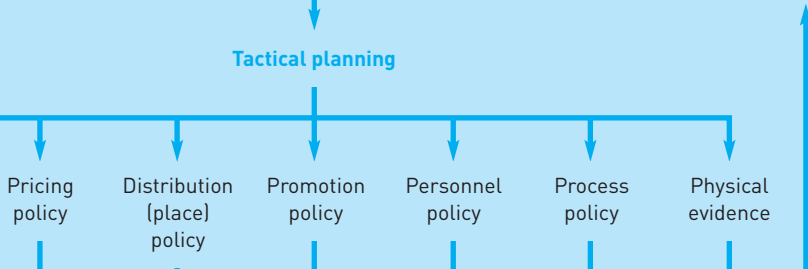 Tactical planning
Pricing
policy
Distribution
(place)
policy
Promotion
policy
Personnel
policy
Process
policy
Physical
evidence